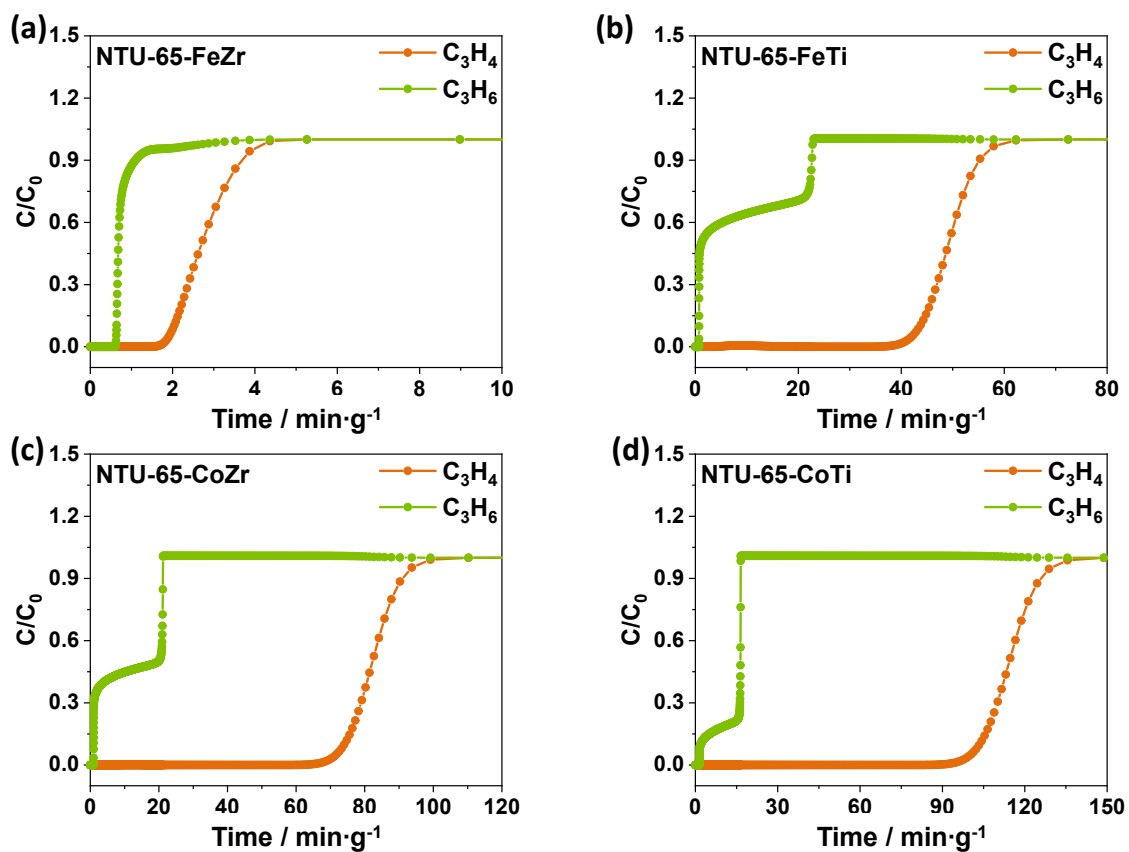 (a)
NTU-65-FeZr
C₃H₄
C₃H₆
C/C₀
1.5
1.2
0.9
0.6
0.3
0.0
0 2 4 6 8 10
Time / min·g⁻¹
(b)
NTU-65-FeTi
C₃H₄
C₃H₆
C/C₀
1.5
1.2
0.9
0.6
0.3
0.0
0 20 40 60 80
Time / min·g⁻¹
(c)
NTU-65-CoZr
C₃H₄
C₃H₆
C/C₀
1.5
1.2
0.9
0.6
0.3
0.0
0 20 40 60 80 100 120
Time / min·g⁻¹
(d)
NTU-65-CoTi
C₃H₄
C₃H₆
C/C₀
1.5
1.2
0.9
0.6
0.3
0.0
0 30 60 90 120 150
Time / min·g⁻¹